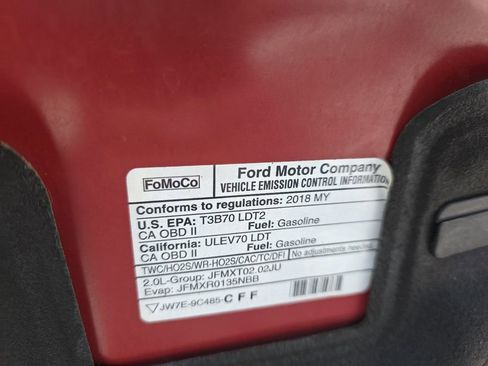 FoMoCo
Ford Motor Company
VEHICLE EMISSION CONTROL INFORMATION
Conforms to regulations: 2018 MY
U.S. EPA: T3B70 LDT2
CA OBD II Fuel: Gasoline
California: ULEV70 LDT
CA OBD II Fuel: Gasoline
TWC/HO2S/WR-HO2S/CAC/TC/DFI No adjustments needed.
2.0L-Group: JFMXT02.02JU
Evap: JFMXR0135NBB
JW7E-9C485-CFF